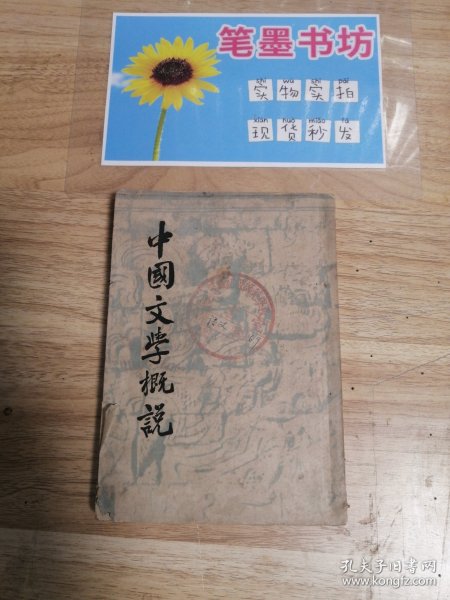 笔墨书坊
shí wù shí pāi
实物实拍
xiàn huò miǎo fā
现货秒发
中國文學概說
孔夫子旧书网
www.kongfz.com